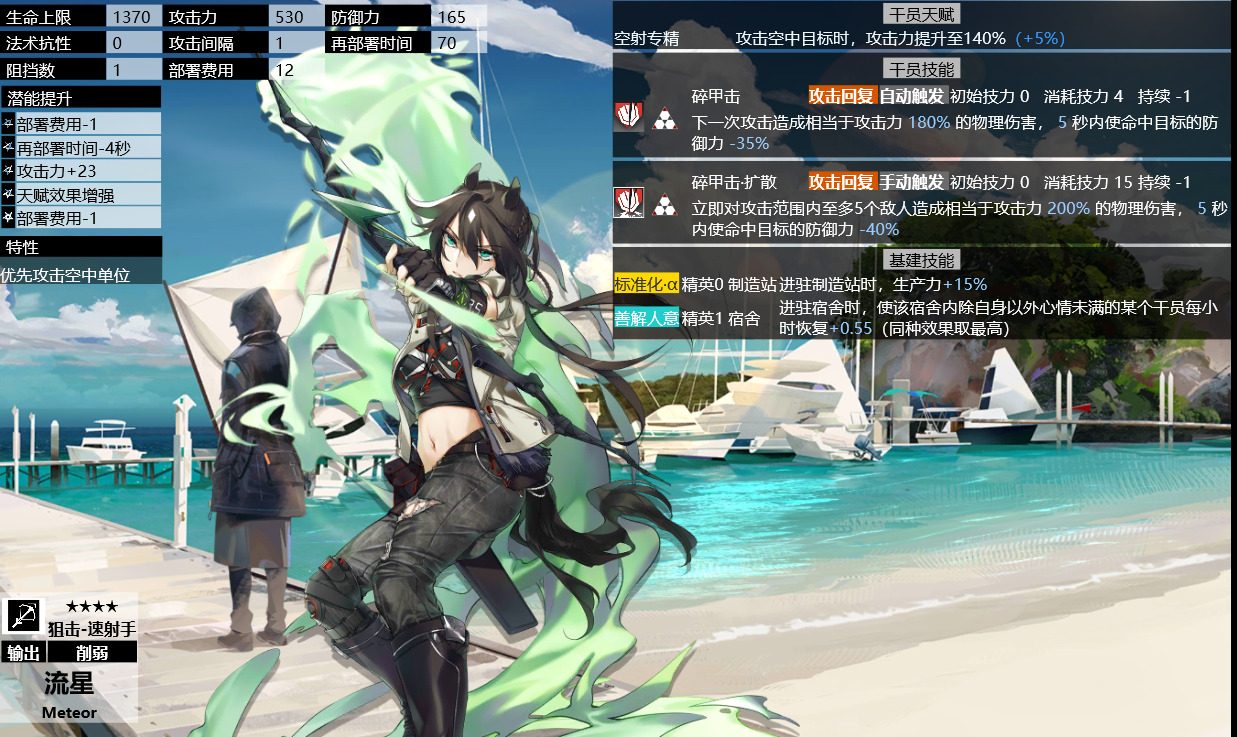 生命上限 1370 攻击力 530 防御力 165
法术抗性 0 攻击间隔 1 再部署时间 70
阻挡数 1 部署费用 12
潜能提升
部署费用-1
再部署时间-4秒
攻击力+23
天赋效果增强
部署费用-1
特性
优先攻击空中单位
干员天赋
空射专精 攻击空中目标时，攻击力提升至140%（+5%）
干员技能
碎甲击 攻击回复 自动触发 初始技力 0 消耗技力 4 持续 -1
下一次攻击造成相当于攻击力 180% 的物理伤害， 5 秒内使命中目标的防
御力 -35%
碎甲击·扩散 攻击回复 手动触发 初始技力 0 消耗技力 15 持续 -1
立即对攻击范围内至多5个敌人造成相当于攻击力 200% 的物理伤害， 5 秒
内使命中目标的防御力 -40%
基建技能
标准化·α 精英0 制造站 进驻制造站时，生产力+15%
善解人意 精英1 宿舍 进驻宿舍时，使该宿舍内除自身以外心情未满的某个干员每小
时恢复+0.55（同种效果取最高）
★★★★
狙击-速射手
输出 削弱
流星
Meteor